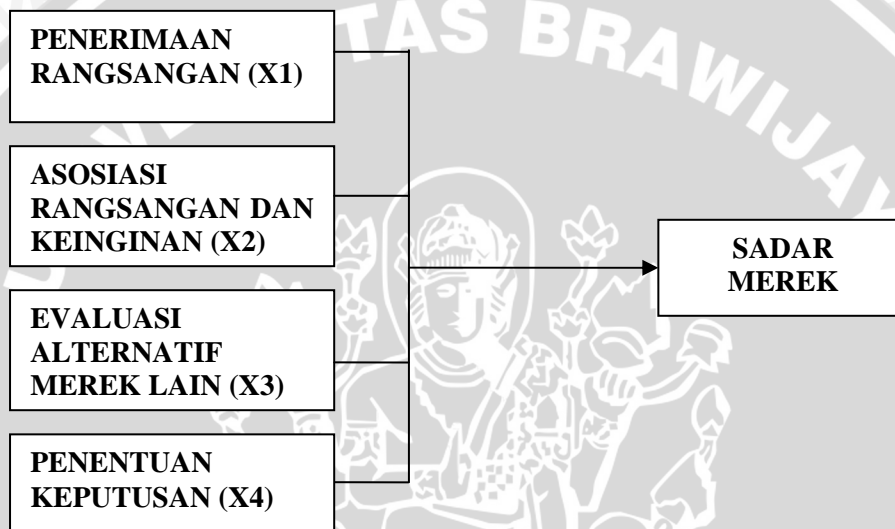 PENERIMAAN
RANGSANGAN (X1)
ASOSIASI
RANGSANGAN DAN
KEINGINAN (X2)
EVALUASI
ALTERNATIF
MEREK LAIN (X3)
PENENTUAN
KEPUTUSAN (X4)
SADAR
MEREK
TAS BRAWIJAY